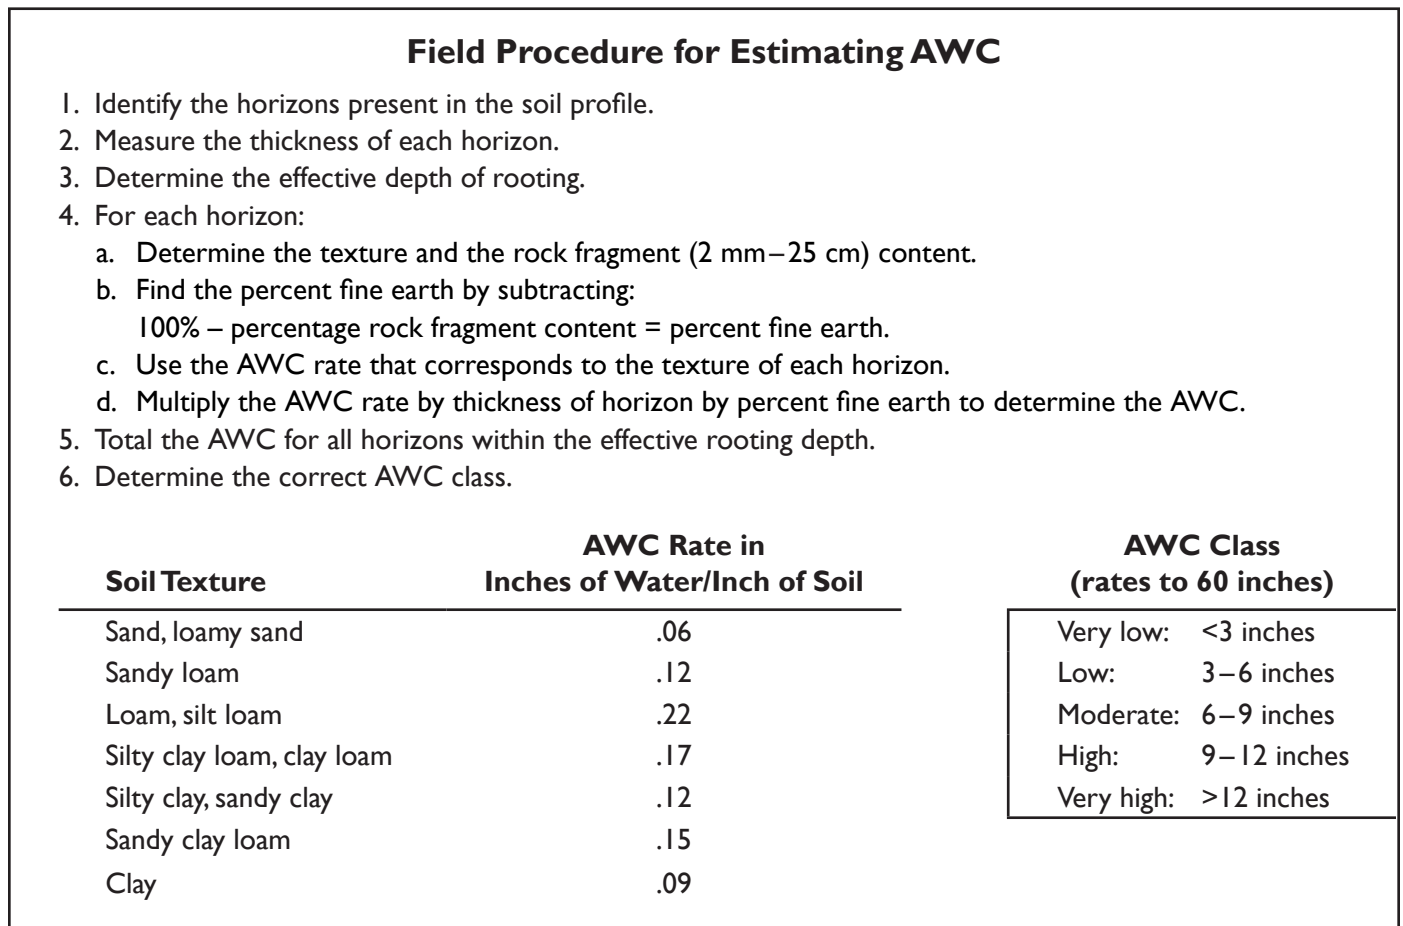 Field Procedure for Estimating AWC
1. Identify the horizons present in the soil profile.
2. Measure the thickness of each horizon.
3. Determine the effective depth of rooting.
4. For each horizon:
a. Determine the texture and the rock fragment (2 mm–25 cm) content.
b. Find the percent fine earth by subtracting:
100% – percentage rock fragment content = percent fine earth.
c. Use the AWC rate that corresponds to the texture of each horizon.
d. Multiply the AWC rate by thickness of horizon by percent fine earth to determine the AWC.
5. Total the AWC for all horizons within the effective rooting depth.
6. Determine the correct AWC class.
AWC Rate in
Soil Texture Inches of Water/Inch of Soil
Sand, loamy sand .06
Sandy loam .12
Loam, silt loam .22
Silty clay loam, clay loam .17
Silty clay, sandy clay .12
Sandy clay loam .15
Clay .09
AWC Class
(rates to 60 inches)
Very low: <3 inches
Low: 3–6 inches
Moderate: 6–9 inches
High: 9–12 inches
Very high: >12 inches